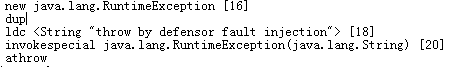 new java.lang.RuntimeException [16]
dup
ldc <String "throw by defensor fault injection"> [18]
invokespecial java.lang.RuntimeException(java.lang.String) [20]
athrow